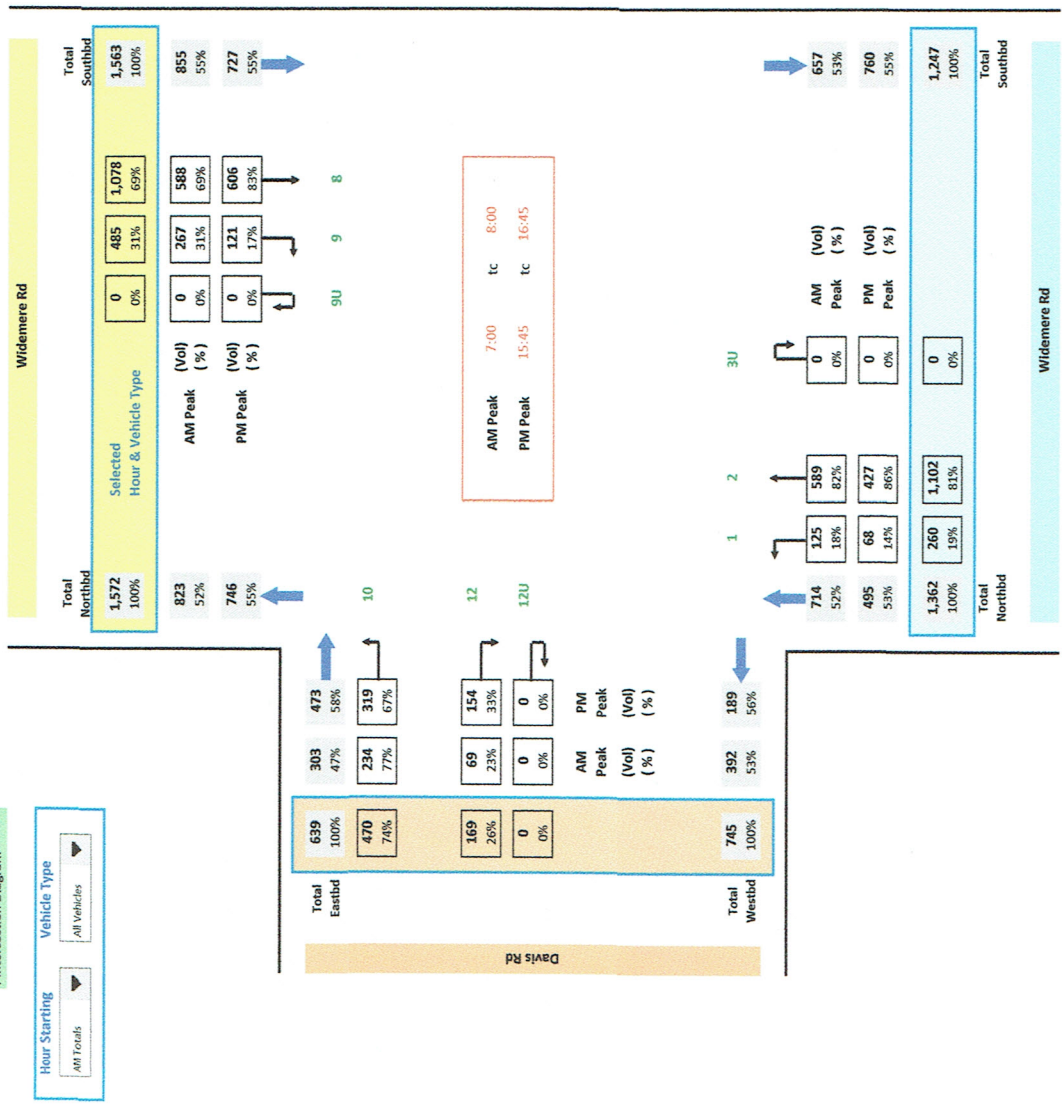 Hour Starting
Vehicle Type
AM Totals
All Vehicles
Widemere Rd
Total
Northbd
Total
Southbd
1,572
100%
Selected
Hour & Vehicle Type
0
0%
485
31%
1,078
69%
1,563
100%
823
52%
AM Peak
(Vol)
( % )
0
0%
267
31%
588
69%
855
55%
746
55%
PM Peak
(Vol)
( % )
0
0%
121
17%
606
83%
727
55%
9U
9
8
Total
Eastbd
639
100%
303
47%
473
58%
470
74%
234
77%
319
67%
10
Davis Rd
169
26%
69
23%
154
33%
12
0
0%
0
0%
0
0%
12U
AM Peak 7:00 tc 8:00
PM Peak 15:45 tc 16:45
AM
Peak
(Vol)
( % )
PM
Peak
(Vol)
( % )
Total
Westbd
745
100%
392
53%
189
56%
1
2
3U
714
52%
125
18%
589
82%
0
0%
AM
Peak
(Vol)
( % )
657
53%
495
53%
68
14%
427
86%
0
0%
PM
Peak
(Vol)
( % )
760
55%
1,362
100%
260
19%
1,102
81%
0
0%
1,247
100%
Total
Northbd
Total
Southbd
Widemere Rd